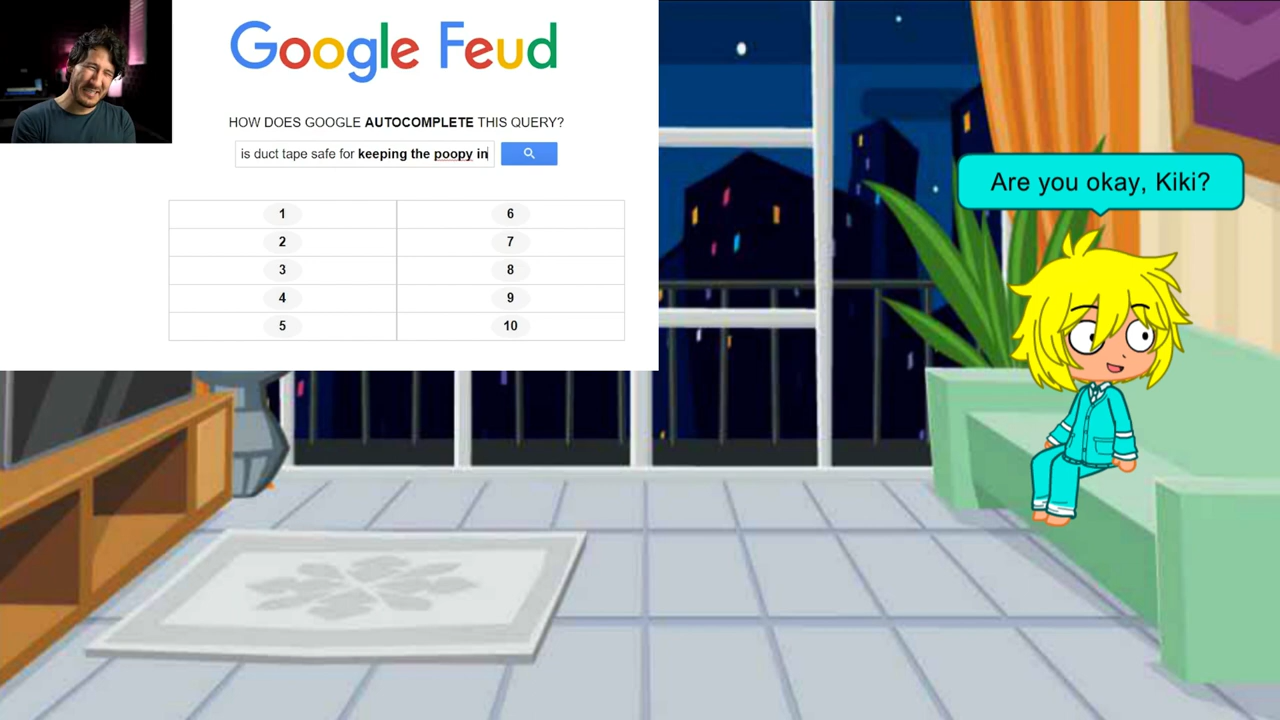 Google Feud
HOW DOES GOOGLE AUTOCOMPLETE THIS QUERY?
is duct tape safe for keeping the poopy in
1 6
2 7
3 8
4 9
5 10
Are you okay, Kiki?